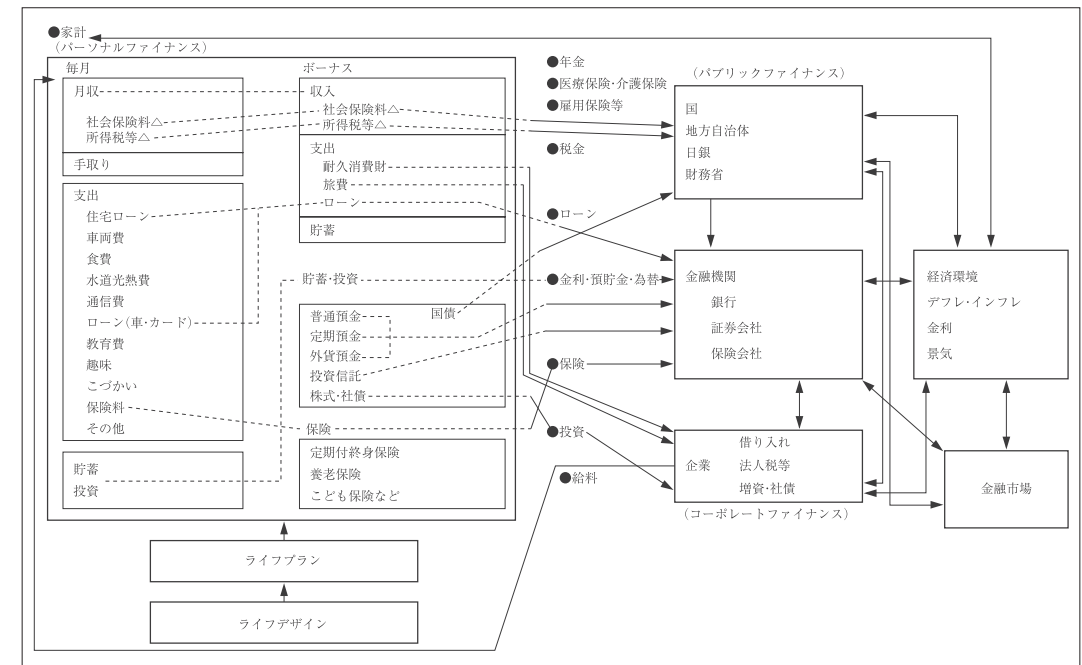 ●家計
（パーソナルファイナンス）
毎月
月収
社会保険料△
所得税等△
手取り
支出
住宅ローン
車両費
食費
水道光熱費
通信費
ローン（車・カード）
教育費
趣味
こづかい
保険料
その他
貯蓄
投資
ボーナス
収入
社会保険料△
所得税等△
支出
耐久消費財
旅費
ローン
貯蓄
貯蓄・投資
普通預金
定期預金
外貨預金
投資信託
株式・社債
国債
保険
定期付終身保険
養老保険
こども保険など
ライフプラン
ライフデザイン
●年金
●医療保険・介護保険
●雇用保険等
●税金
●ローン
●金利・預貯金・為替
●保険
●投資
●給料
（パブリックファイナンス）
国
地方自治体
日銀
財務省
金融機関
銀行
証券会社
保険会社
借り入れ
企業　法人税等
増資・社債
（コーポレートファイナンス）
経済環境
デフレ・インフレ
金利
景気
金融市場